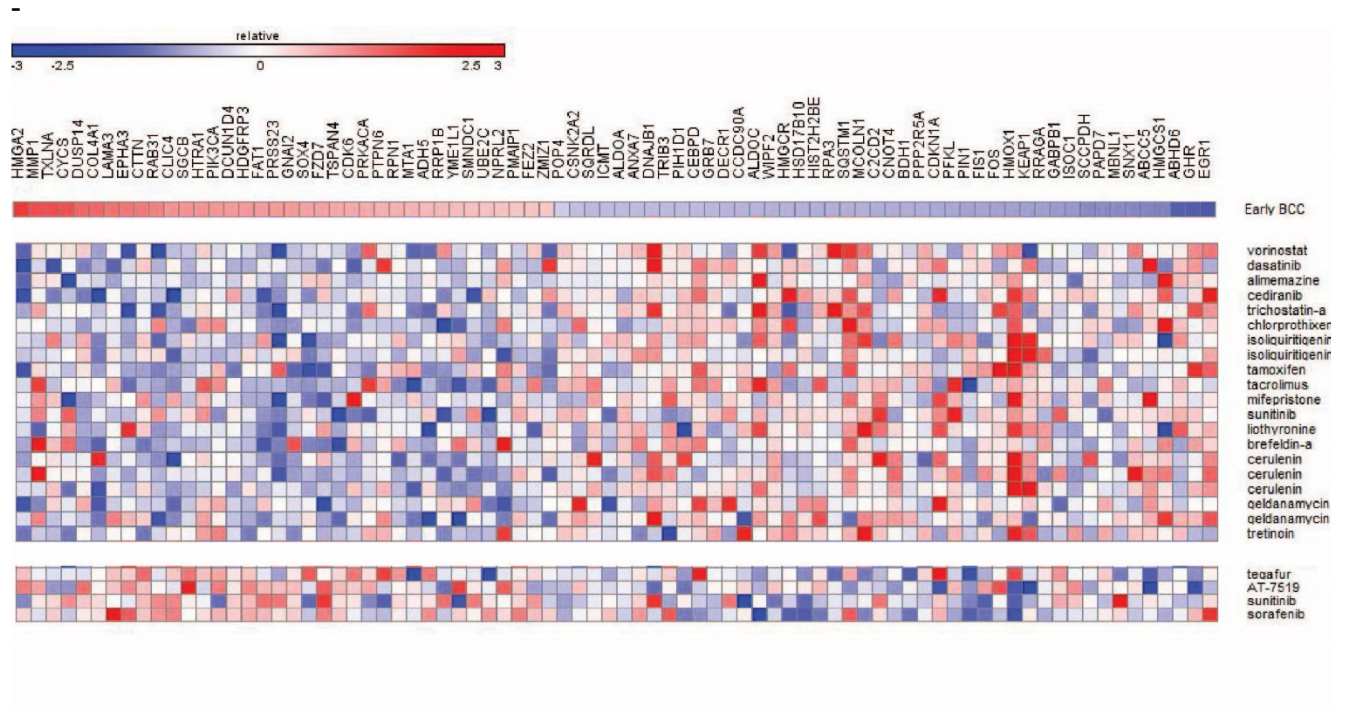 -
relative
-3 -2.5 0 2.5 3
HMGA2 MMP1 TXLNA CYCS DUSP14 COL4A1 LAMA3 EPHA3 CTTN RAB31 CLIC4 SGCB HTRA1 PIK3CA DCUN1D4 HDGFRP3 FAT1 PRSS23 GNAI2 SOX4 FZD7 TSPAN4 CDK6 PRKACA PTPN6 RPN1 MTA1 ADH5 RRP1B YME1L1 SMNDC1 UBE2C NPRL2 PMAIP1 FEZ2 ZMIZ1 POP4 CSNK2A2 SQRDL ICMT ALDOA ANXA7 DNAJB1 TRIB3 PIH1D1 CEBPD GRB7 DECR1 CCDC90A ALDOC WIPF2 HMGCR HSD17B10 HIST2H2BE RPA3 SQSTM1 MCOLN1 C2CD2 CNOT4 BDH1 PPP2R5A CDKN1A PFKL PIN1 FIS1 FOS HMOX1 KEAP1 RRAGA GABPB1 ISOC1 SCCPDH PAPD7 MBNL1 SNX11 ABCC5 HMGCS1 ABHD6 GHR EGR1
Early BCC
vorinostat
dasatinib
alimemazine
cediranib
trichostatin-a
chlorprothixer
isoliquiritigenin
isoliquiritigenin
tamoxifen
tacrolimus
mifepristone
sunitinib
liothyronine
brefeldin-a
cerulenin
cerulenin
cerulenin
geldanamycin
geldanamycin
tretinoin
tegafur
AT-7519
sunitinib
sorafenib